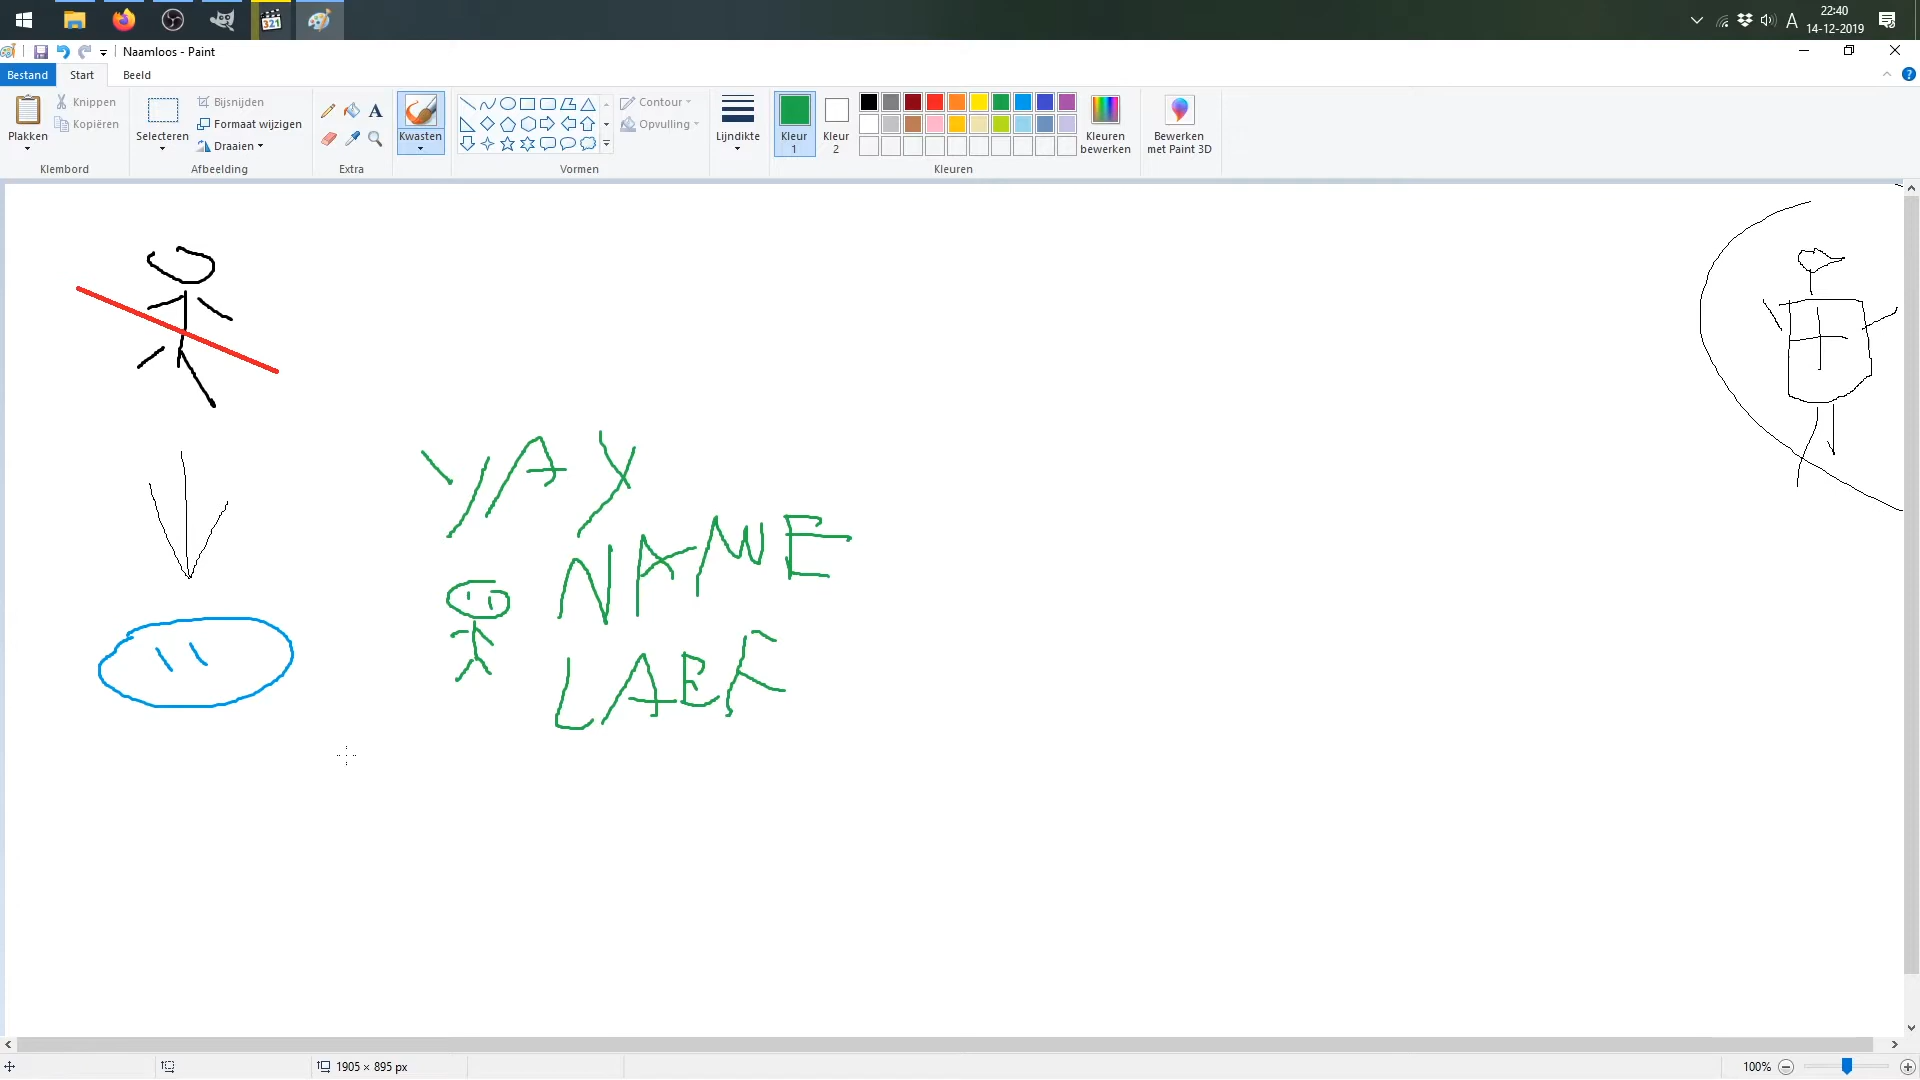 22:40
14-12-2019
321
A
Naamloos - Paint
Bestand Start Beeld
Plakken
Knippen
Kopiëren
Klembord
Selecteren
Bijsnijden
Formaat wijzigen
Draaien
Afbeelding
A
Extra
Kwasten
Contour
Opvulling
Vormen
Lijndikte
Kleur
1
Kleur
2
Kleuren
bewerken
Kleuren
Bewerken
met Paint 3D
YAY
NAME
1905 × 895 px
100%